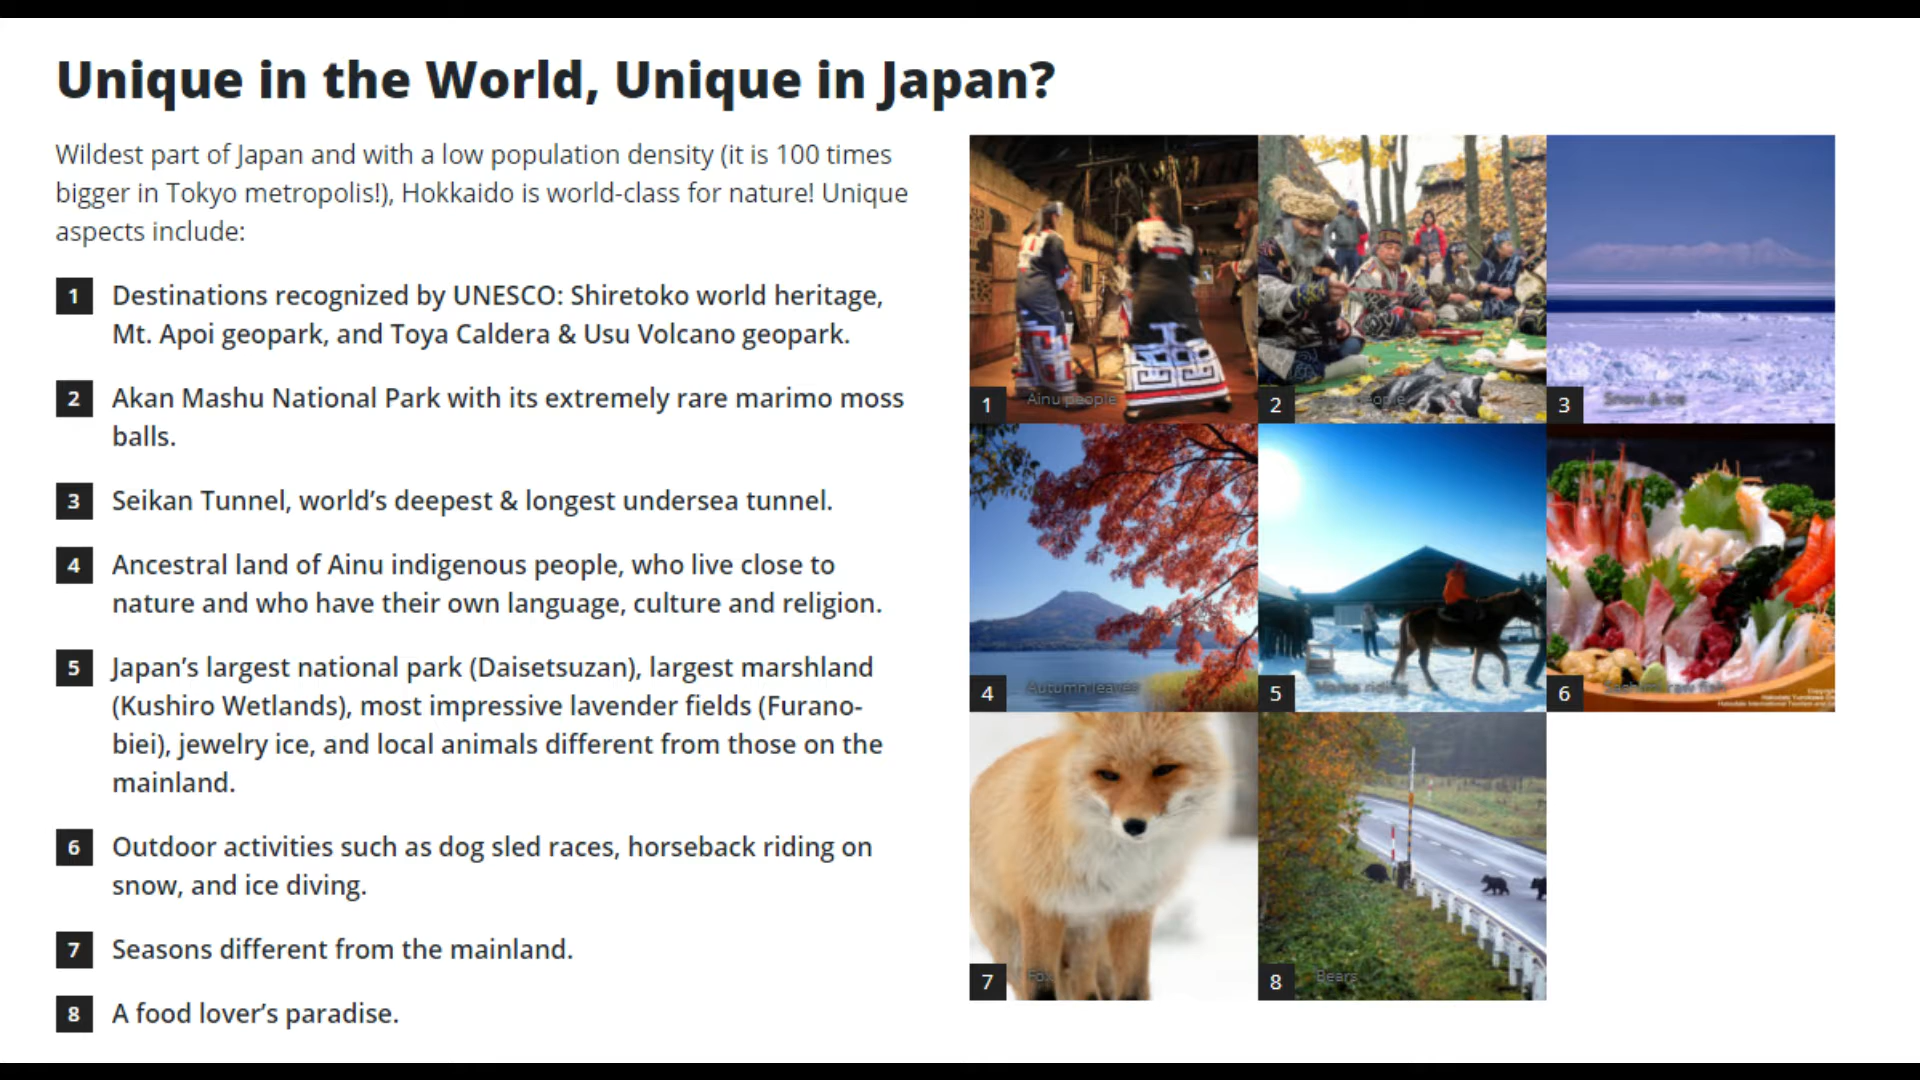 Unique in the World, Unique in Japan?
Wildest part of Japan and with a low population density (it is 100 times
bigger in Tokyo metropolis!), Hokkaido is world-class for nature! Unique
aspects include:
1 Destinations recognized by UNESCO: Shiretoko world heritage,
Mt. Apoi geopark, and Toya Caldera & Usu Volcano geopark.
2 Akan Mashu National Park with its extremely rare marimo moss
balls.
3 Seikan Tunnel, world’s deepest & longest undersea tunnel.
4 Ancestral land of Ainu indigenous people, who live close to
nature and who have their own language, culture and religion.
5 Japan’s largest national park (Daisetsuzan), largest marshland
(Kushiro Wetlands), most impressive lavender fields (Furano-
biei), jewelry ice, and local animals different from those on the
mainland.
6 Outdoor activities such as dog sled races, horseback riding on
snow, and ice diving.
7 Seasons different from the mainland.
8 A food lover’s paradise.
1 Ainu people
2 people
3 Snow & ice
4 Autumn leaves
5 Horse riding
6 raw fish
7 Fox
8 Bears